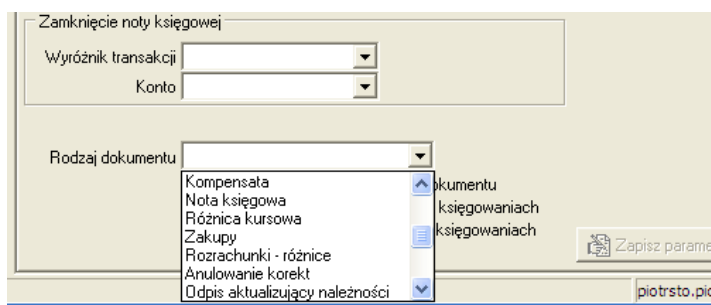 Zamknięcie noty księgowej
Wyróżnik transakcji
Konto
Rodzaj dokumentu
Kompensata
Nota księgowa
Różnica kursowa
Zakupy
Rozrachunki - różnice
Anulowanie korekt
Odpis aktualizujący należności
kumentu
księgowaniach
księgowaniach
Zapisz parame
piotrsto.pio